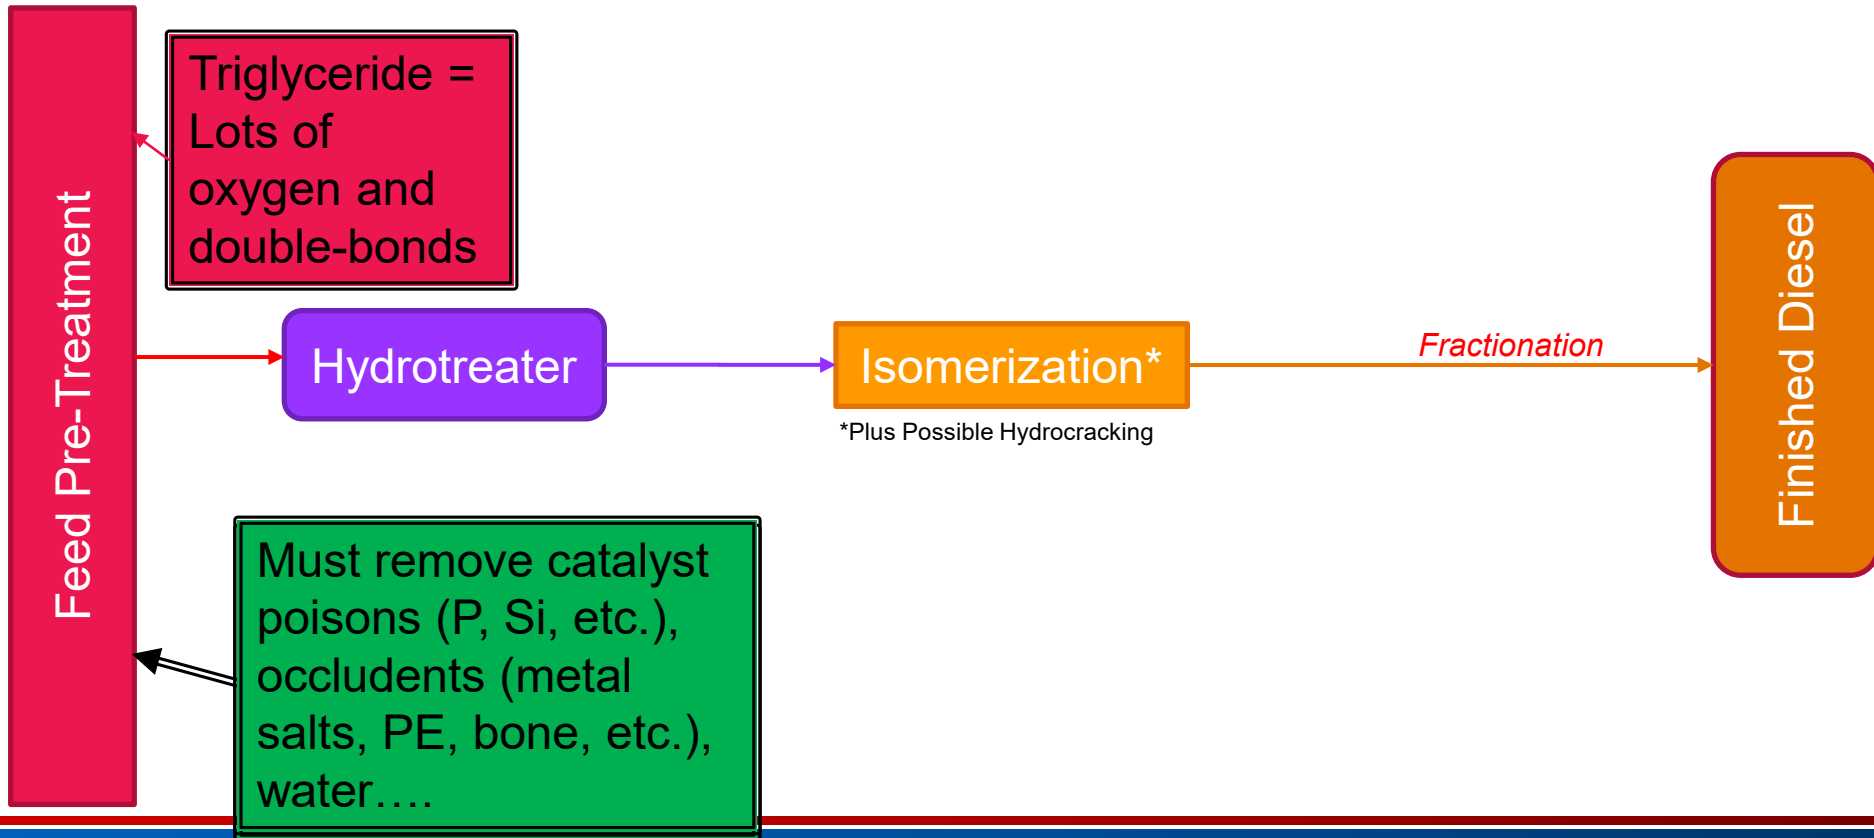 Feed Pre-Treatment
Triglyceride =
Lots of
oxygen and
double-bonds
Hydrotreater
Isomerization*
*Plus Possible Hydrocracking
Fractionation
Finished Diesel
Must remove catalyst
poisons (P, Si, etc.),
occludents (metal
salts, PE, bone, etc.),
water….